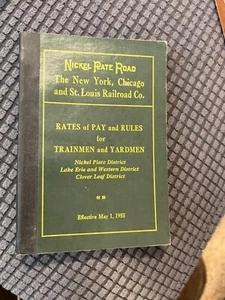 NICKEL PLATE ROAD
The New York, Chicago
and St. Louis Railroad Co.
RATES of PAY and RULES
for
TRAINMEN and YARDMEN
Nickel Plate District
Lake Erie and Western District
Clover Leaf District
Effective May 1, 1953